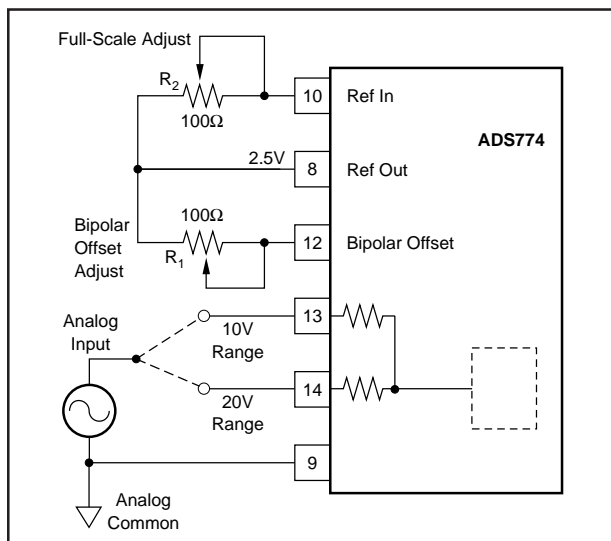 Full-Scale Adjust
R2
100Ω
10
Ref In
ADS774
2.5V
8
Ref Out
100Ω
Bipolar
Offset
Adjust
R1
12
Bipolar Offset
Analog
Input
10V
Range
13
20V
Range
14
9
Analog
Common